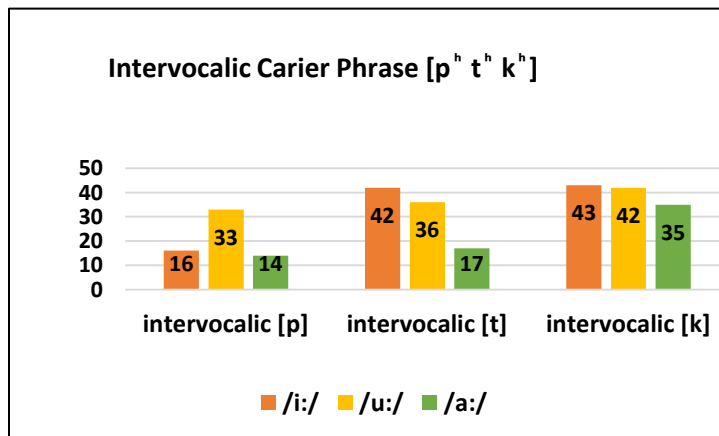 Intervocalic Carier Phrase [pʰ tʰ kʰ]
50
40
30
20
10
0
16
33
14
42
36
17
43
42
35
intervocalic [p]
intervocalic [t]
intervocalic [k]
/i:/
/u:/
/a:/